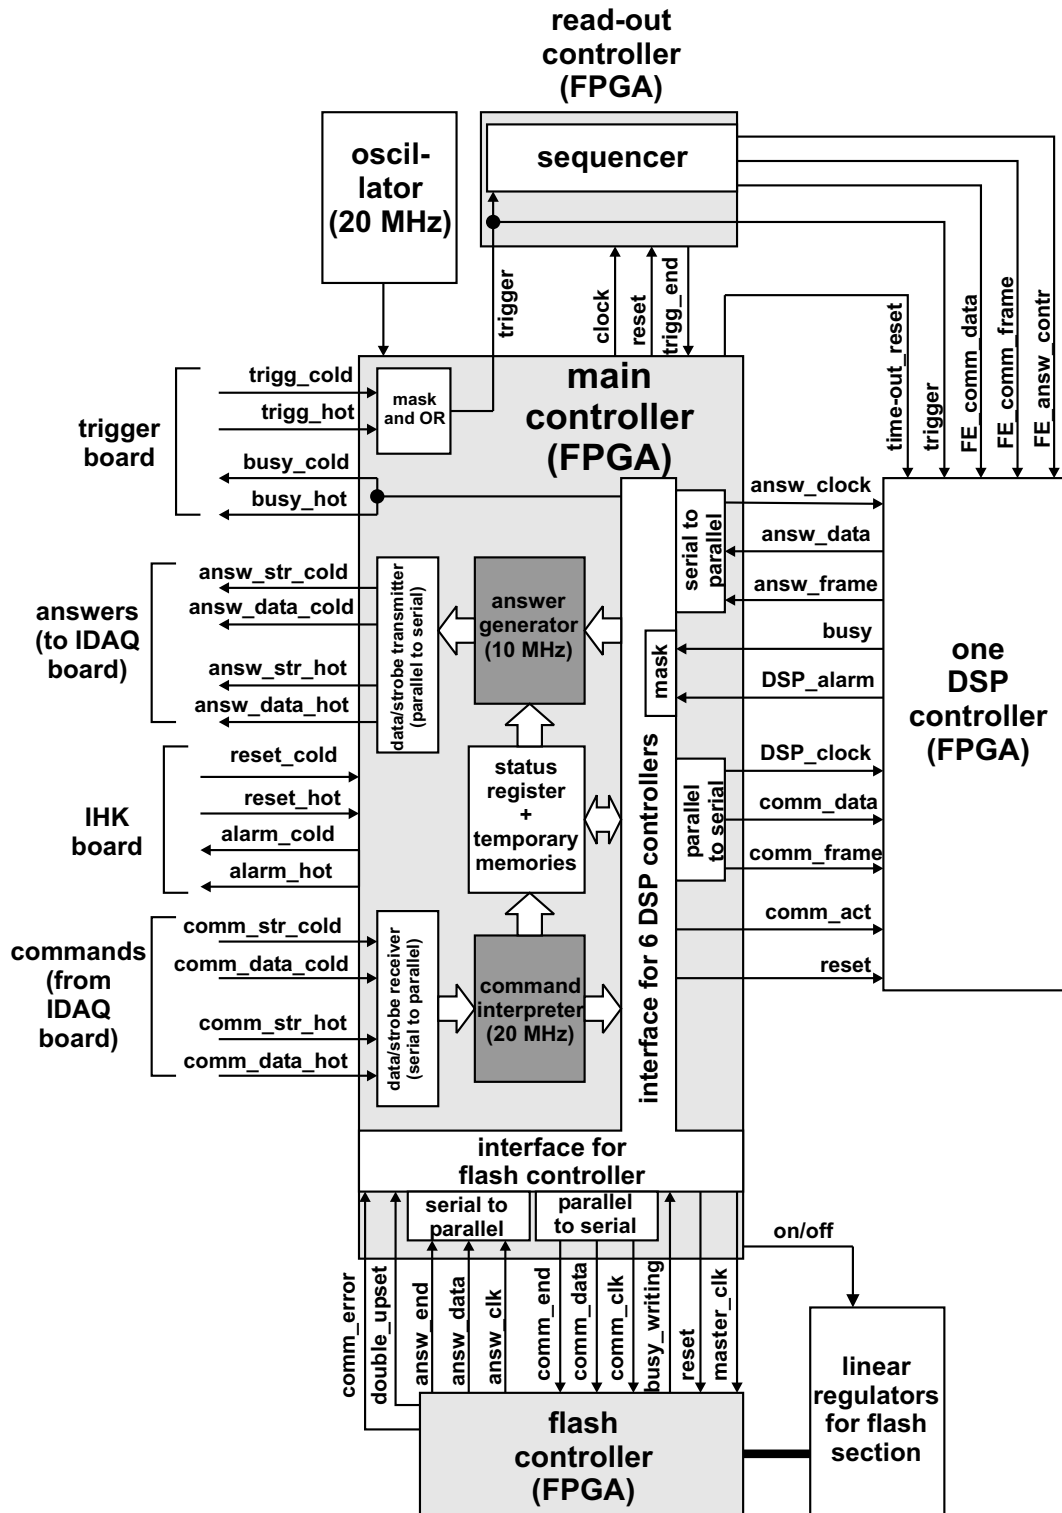 read-out
controller
(FPGA)
oscil-
lator
(20 MHz)
sequencer
trigger
clock
reset
trigg_end
time-out_reset
trigger
FE_comm_data
FE_comm_frame
FE_answ_contr
main
controller
(FPGA)
trigger
board
trigg_cold
trigg_hot
busy_cold
busy_hot
mask
and OR
answers
(to IDAQ
board)
answ_str_cold
answ_data_cold
answ_str_hot
answ_data_hot
data/strobe transmitter
(parallel to serial)
answer
generator
(10 MHz)
serial to
parallel
answ_clock
answ_data
answ_frame
mask
busy
DSP_alarm
one
DSP
controller
(FPGA)
IHK
board
reset_cold
reset_hot
alarm_cold
alarm_hot
status
register
+
temporary
memories
interface for 6 DSP controllers
parallel
to serial
DSP_clock
comm_data
comm_frame
comm_act
reset
commands
(from
IDAQ
board)
comm_str_cold
comm_data_cold
comm_str_hot
comm_data_hot
data/strobe receiver
(serial to parallel)
command
interpreter
(20 MHz)
interface for
flash controller
serial to
parallel
parallel
to serial
on/off
comm_error
double_upset
answ_end
answ_data
answ_clk
comm_end
comm_data
comm_clk
busy_writing
reset
master_clk
flash
controller
(FPGA)
linear
regulators
for flash
section